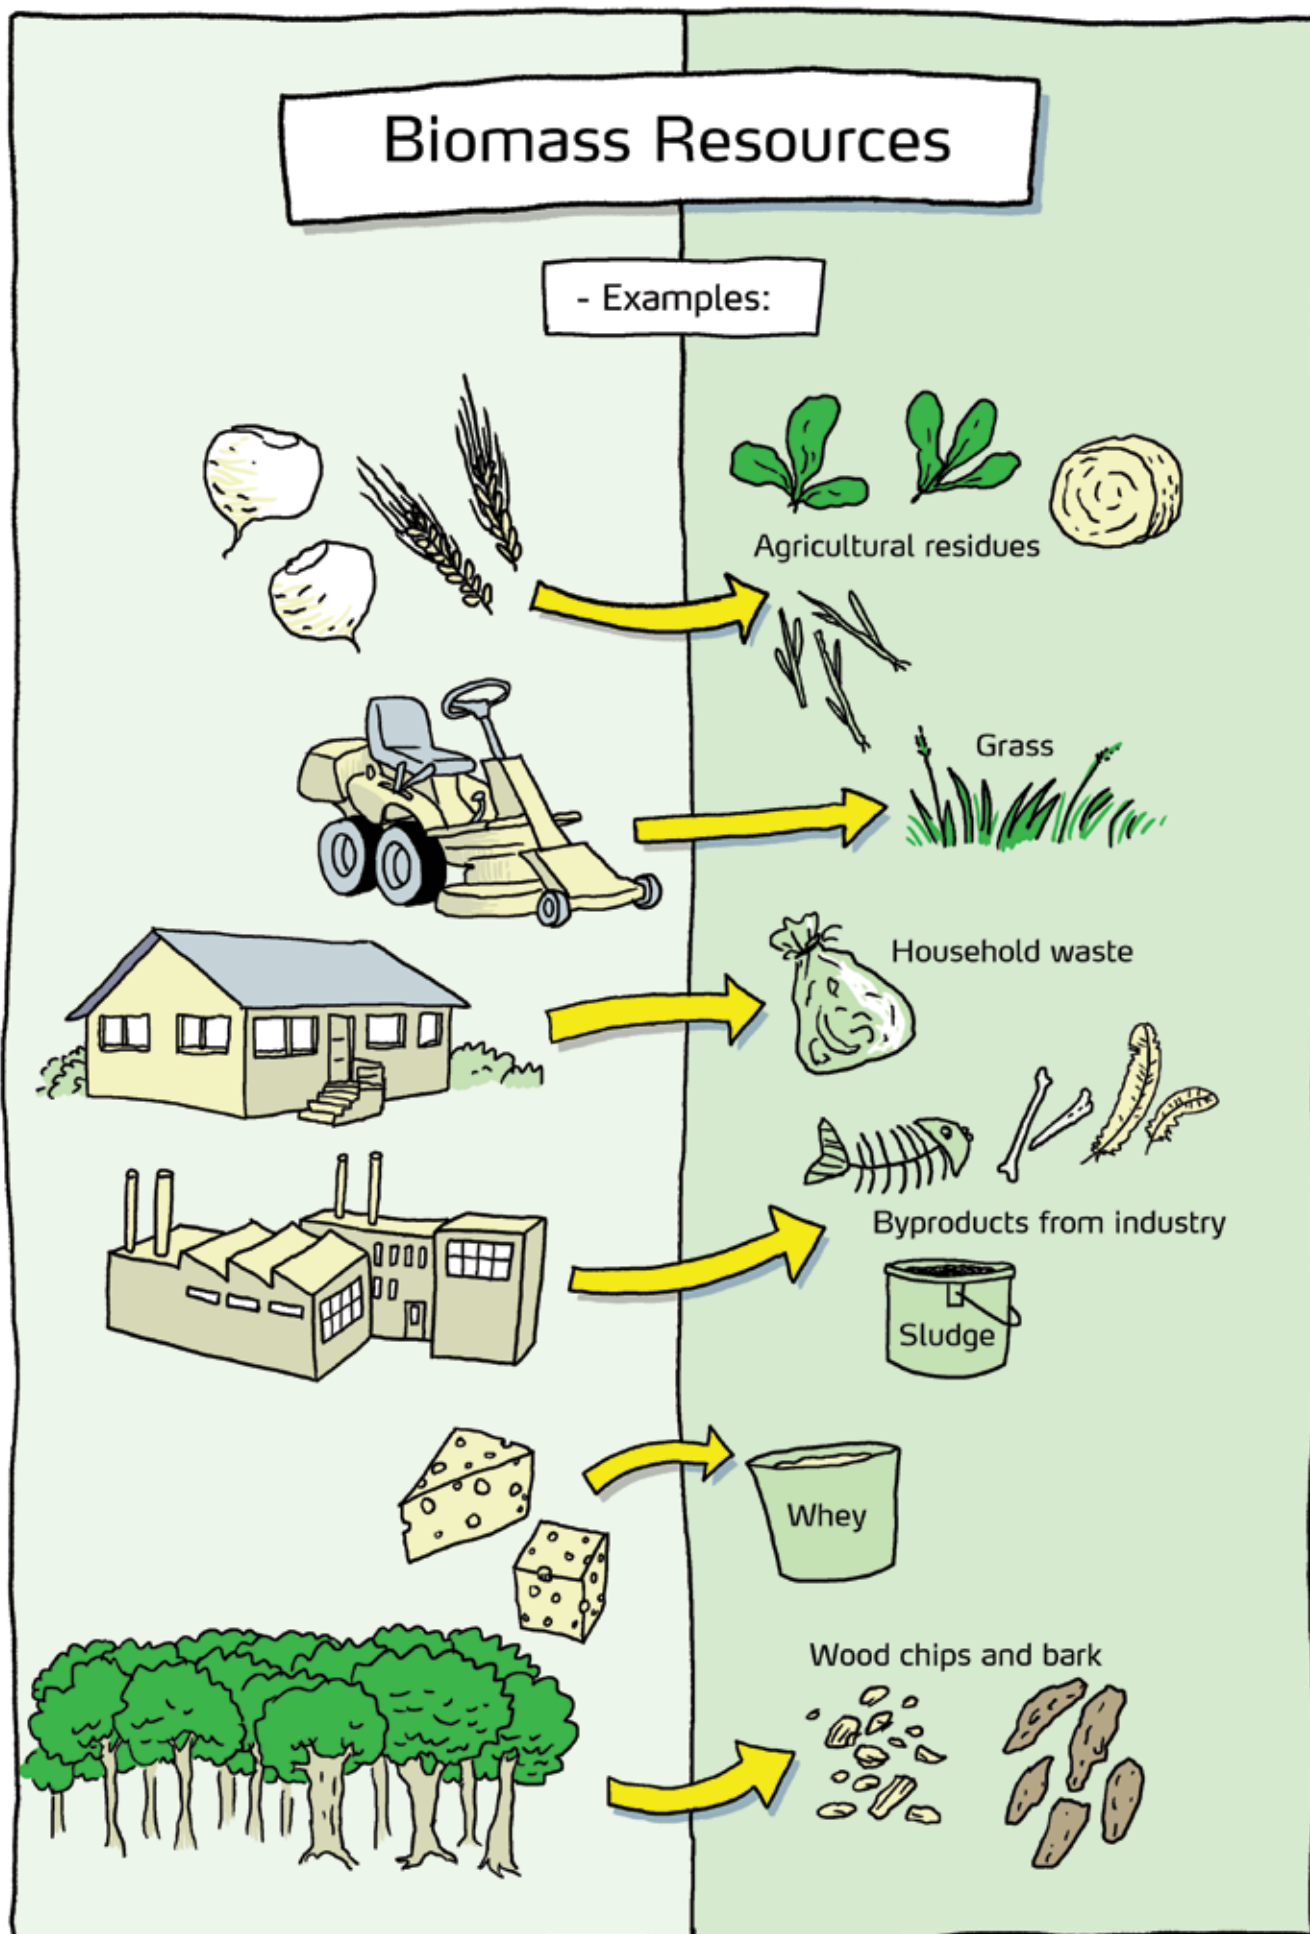 Biomass Resources
- Examples:
Agricultural residues
Grass
Household waste
Byproducts from industry
Sludge
Whey
Wood chips and bark